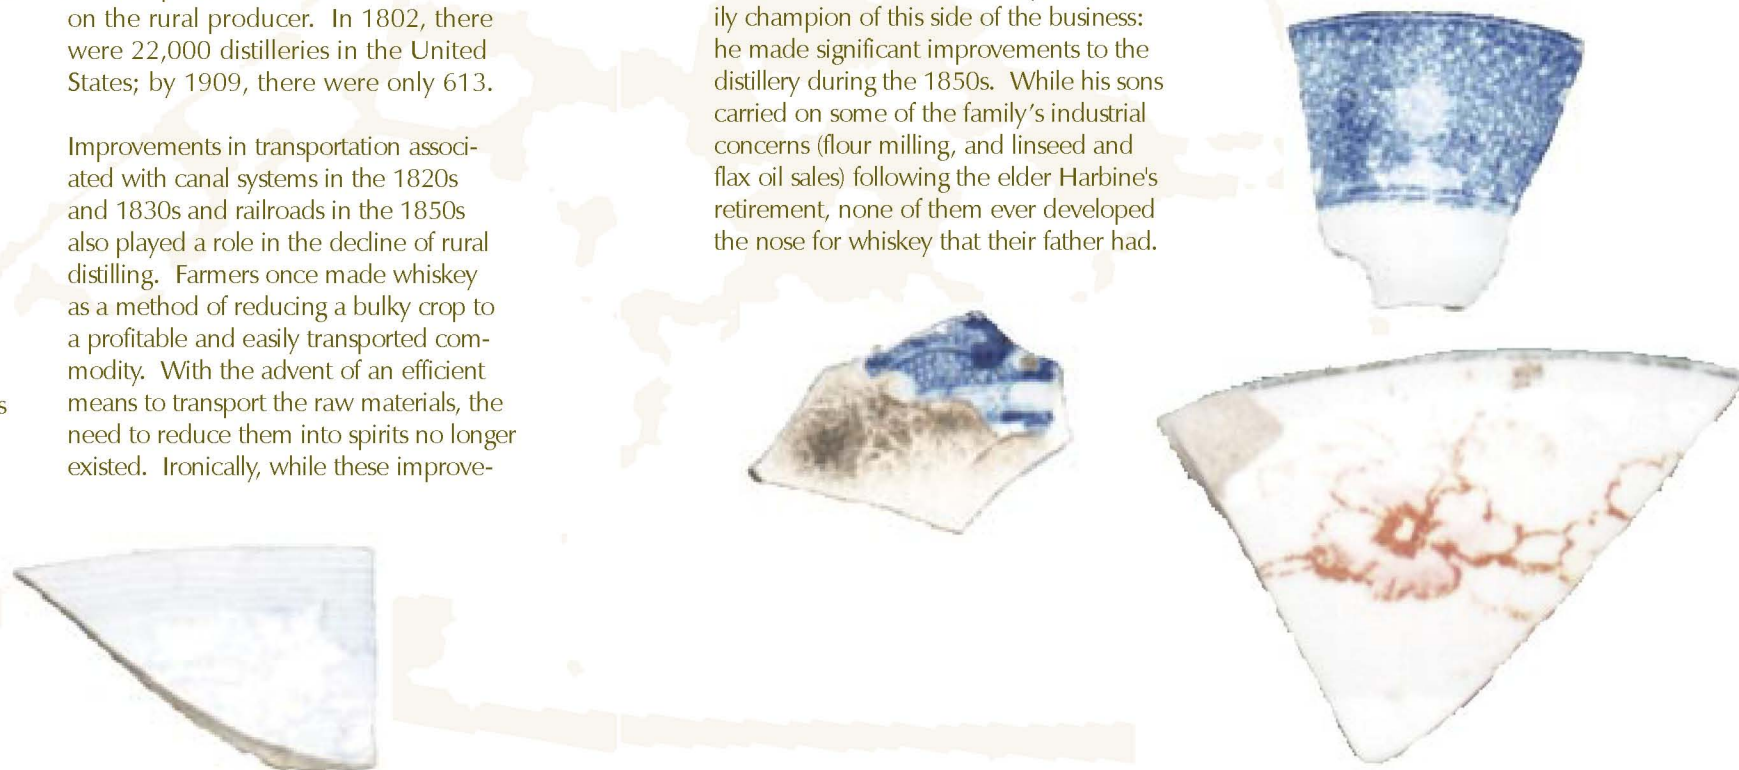 on the rural producer.  In 1802, there
were 22,000 distilleries in the United
States; by 1909, there were only 613.
Improvements in transportation associ-
ated with canal systems in the 1820s
and 1830s and railroads in the 1850s
also played a role in the decline of rural
distilling.  Farmers once made whiskey
as a method of reducing a bulky crop to
a profitable and easily transported com-
modity.  With the advent of an efficient
means to transport the raw materials, the
need to reduce them into spirits no longer
existed.  Ironically, while these improve-
ily champion of this side of the business:
he made significant improvements to the
distillery during the 1850s.  While his sons
carried on some of the family’s industrial
concerns (flour milling, and linseed and
flax oil sales) following the elder Harbine's
retirement, none of them ever developed
the nose for whiskey that their father had.